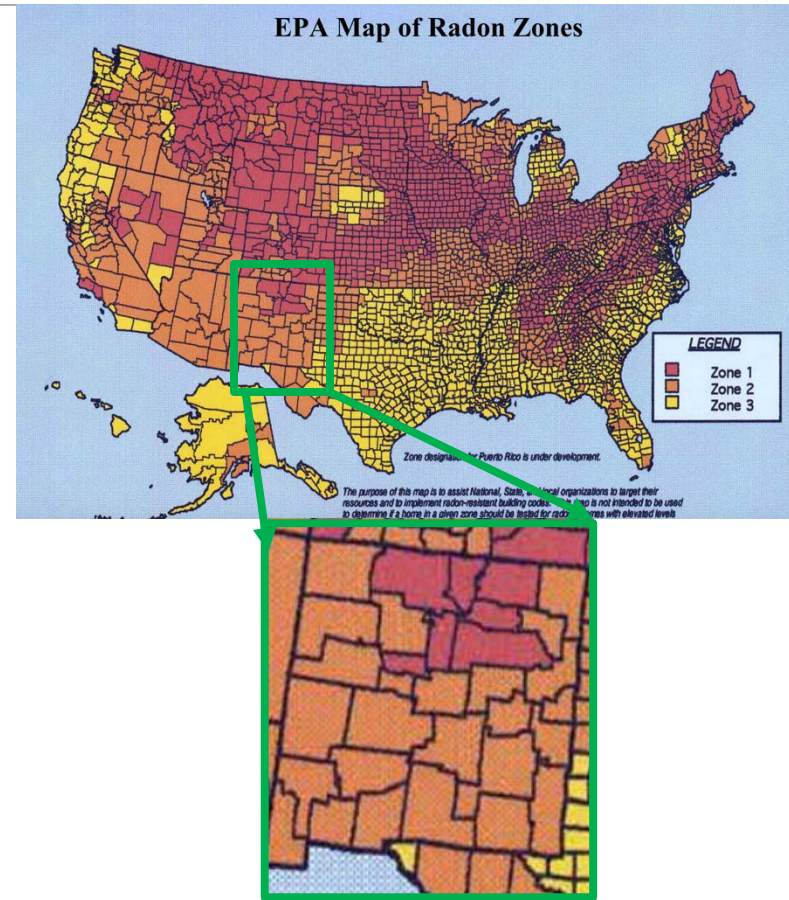 EPA Map of Radon Zones
LEGEND
Zone 1
Zone 2
Zone 3
Zone designation for Puerto Rico is under development.
The purpose of this map is to assist National, State, and local organizations to target their
resources and to implement radon-resistant building codes. This map is not intended to be used
to determine if a home in a given zone should be tested for radon. Homes with elevated levels